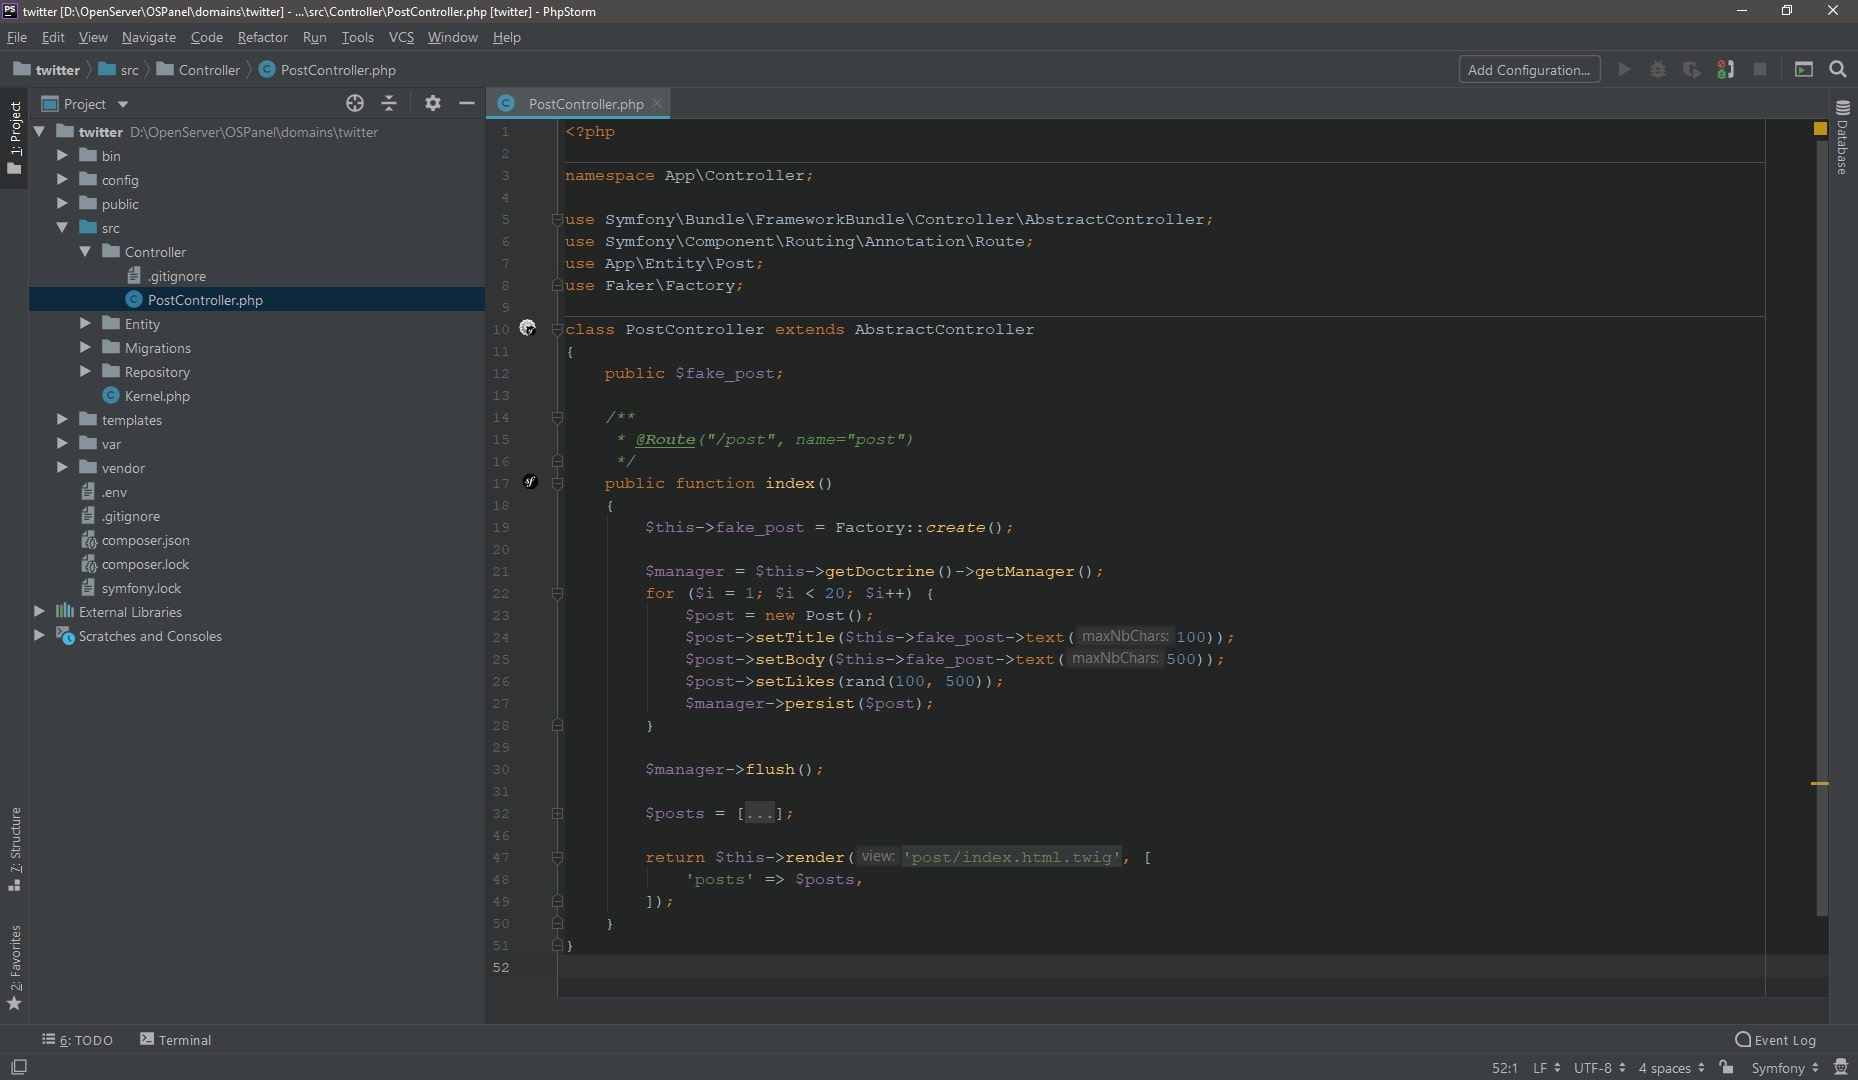 twitter [D:\OpenServer\OSPanel\domains\twitter] - ...\src\Controller\PostController.php [twitter] - PhpStorm
File Edit View Navigate Code Refactor Run Tools VCS Window Help
twitter src Controller PostController.php Add Configuration...
1: Project
Project
twitter D:\OpenServer\OSPanel\domains\twitter
bin
config
public
src
Controller
.gitignore
PostController.php
Entity
Migrations
Repository
Kernel.php
templates
var
vendor
.env
.gitignore
composer.json
composer.lock
symfony.lock
External Libraries
Scratches and Consoles
7: Structure
2: Favorites
PostController.php
1 <?php
2
3 namespace App\Controller;
4
5 use Symfony\Bundle\FrameworkBundle\Controller\AbstractController;
6 use Symfony\Component\Routing\Annotation\Route;
7 use App\Entity\Post;
8 use Faker\Factory;
9
10 class PostController extends AbstractController
11 {
12 public $fake_post;
13
14 /**
15 * @Route("/post", name="post")
16 */
17 public function index()
18 {
19 $this->fake_post = Factory::create();
20
21 $manager = $this->getDoctrine()->getManager();
22 for ($i = 1; $i < 20; $i++) {
23 $post = new Post();
24 $post->setTitle($this->fake_post->text( maxNbChars: 100));
25 $post->setBody($this->fake_post->text( maxNbChars: 500));
26 $post->setLikes(rand(100, 500));
27 $manager->persist($post);
28 }
29
30 $manager->flush();
31
32 $posts = [...];
46
47 return $this->render( view: 'post/index.html.twig', [
48 'posts' => $posts,
49 ]);
50 }
51 }
52
Database
6: TODO Terminal Event Log
52:1 LF UTF-8 4 spaces Symfony